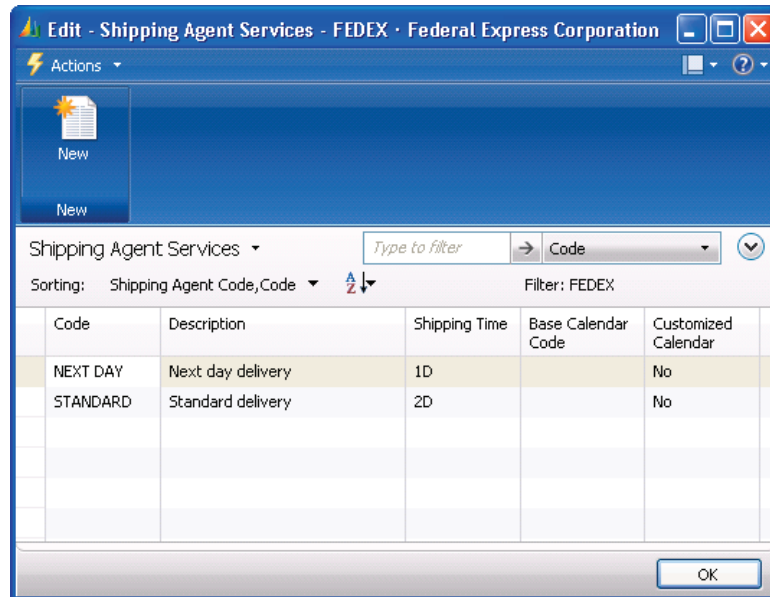 Edit - Shipping Agent Services - FEDEX · Federal Express Corporation
Actions
New
New
Shipping Agent Services
Type to filter
Code
Sorting: Shipping Agent Code,Code
Filter: FEDEX
Code Description Shipping Time Base Calendar Code Customized Calendar
NEXT DAY Next day delivery 1D No
STANDARD Standard delivery 2D No
OK